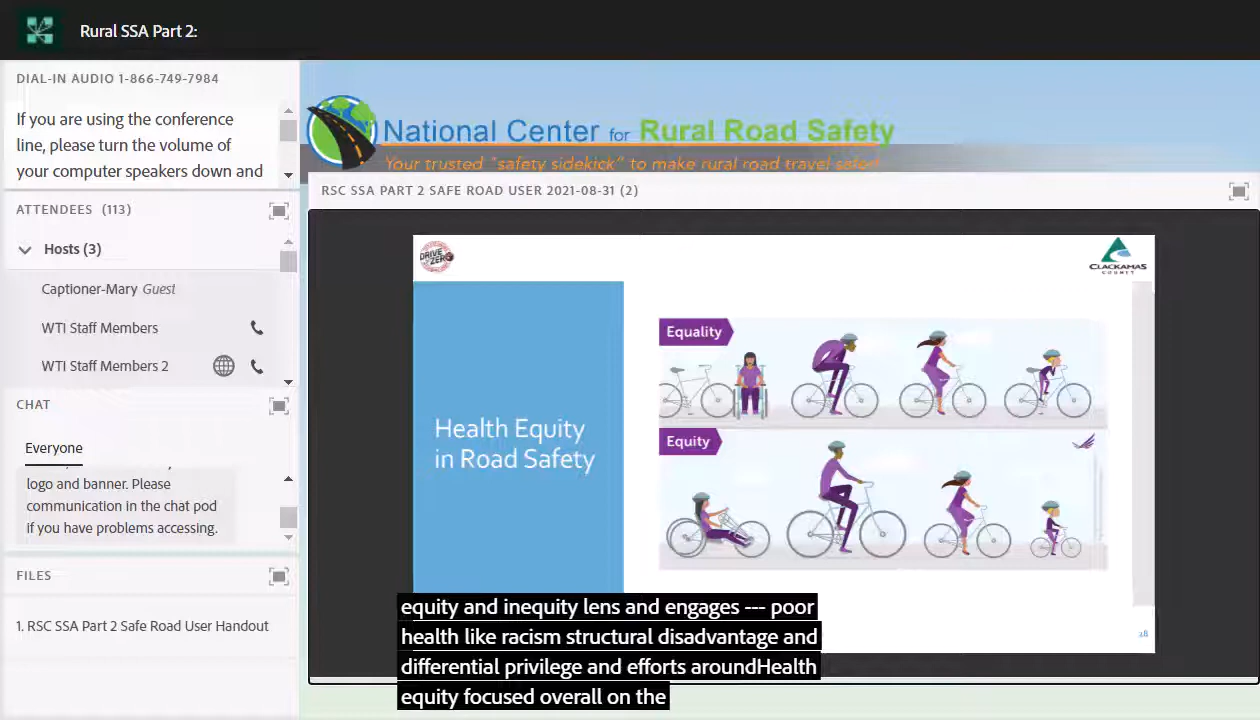 Rural SSA Part 2:
DIAL-IN AUDIO 1-866-749-7984
If you are using the conference
line, please turn the volume of
your computer speakers down and
ATTENDEES (113)
Hosts (3)
Captioner-Mary Guest
WTI Staff Members
WTI Staff Members 2
CHAT
Everyone
logo and banner. Please
communication in the chat pod
if you have problems accessing.
FILES
1. RSC SSA Part 2 Safe Road User Handout
National Center for Rural Road Safety
Your trusted "safety sidekick" to make rural road travel safer!
RSC SSA PART 2 SAFE ROAD USER 2021-08-31 (2)
DRIVE TO ZERO
CLACKAMAS
COUNTY
Health Equity
in Road Safety
Equality
Equity
28
equity and inequity lens and engages --- poor
health like racism structural disadvantage and
differential privilege and efforts aroundHealth
equity focused overall on the